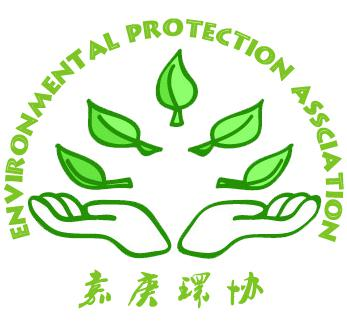 ENVIRONMENTAL PROTECTION ASSCIATION
嘉庚環协